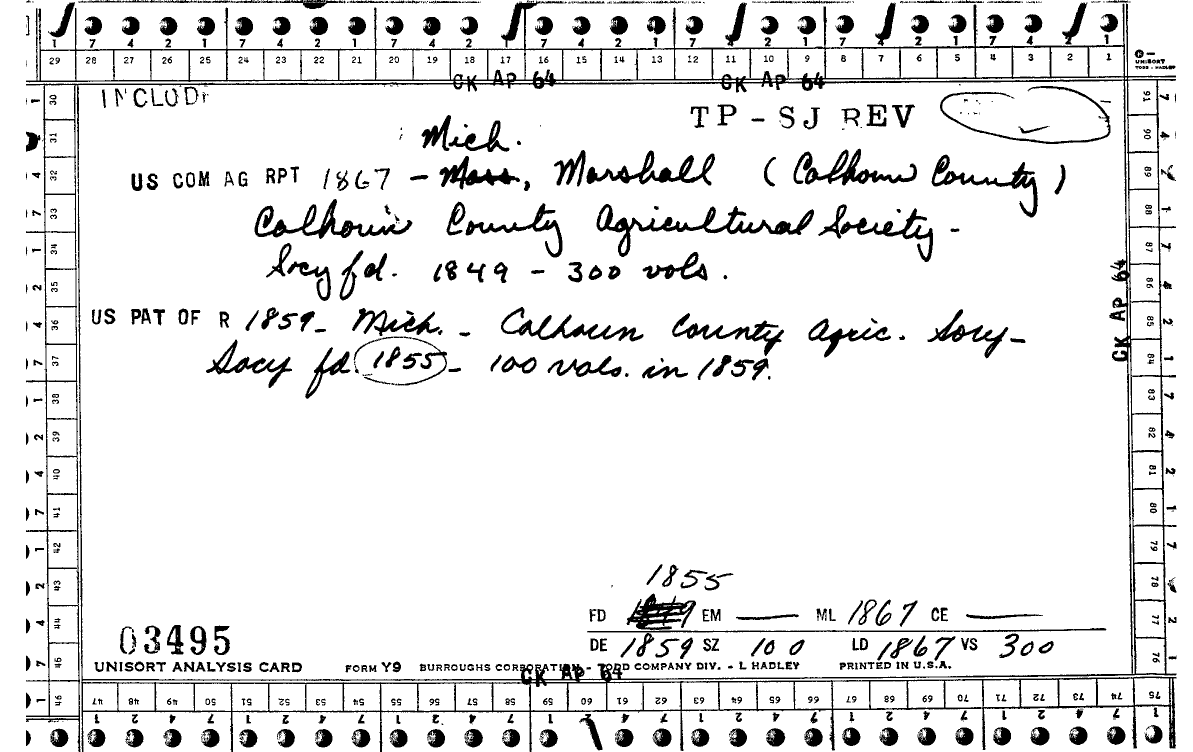 7 4 2 1 7 4 2 1 7 4 2 1 7 4 2 1 7 4 2 1 7 4 2 1 7 4 2 1
29 28 27 26 25 24 23 22 21 20 19 18 17 16 15 14 13 12 11 10 9 8 7 6 5 4 3 2 1
UNISORT
TODD - HADLEY
CK AP 64 CK AP 64
INCLUD
TP - SJ REV
Mich.
US COM AG RPT 1867 - Mass, Marshall (Calhoun County)
Calhoun County Agricultural Society -
Socy fd. 1849 - 300 vols.
US PAT OF R 1859 - Mich. - Calhoun County Agric. Socy -
Socy fd. 1855 - 100 vols. in 1859.
CK AP 64
1855
FD 1849 EM — ML 1867 CE —
DE 1859 SZ 100 LD 1867 VS 300
03495
UNISORT ANALYSIS CARD FORM Y9 BURROUGHS CORPORATION - TODD COMPANY DIV. - L HADLEY PRINTED IN U.S.A.
CK AP 64
30 31 32 33 34 35 36 37 38 39 40 41 42 43 44 45 46
91 90 89 88 87 86 85 84 83 82 81 80 79 78 77 76
47 48 49 50 51 52 53 54 55 56 57 58 59 60 61 62 63 64 65 66 67 68 69 70 71 72 73 74 75